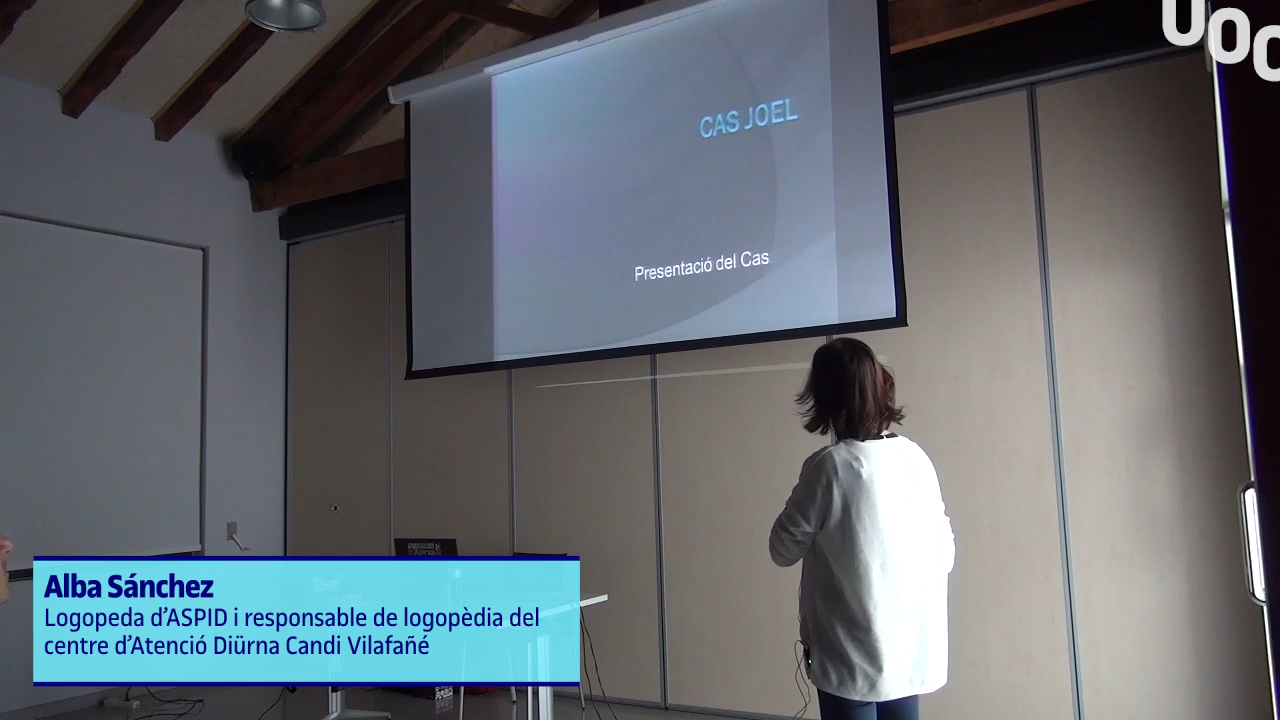 UOC
CAS JOEL
Presentació del Cas
Alba Sánchez
Logopeda d’ASPID i responsable de logopèdia del
centre d’Atenció Diürna Candi Vilafañé